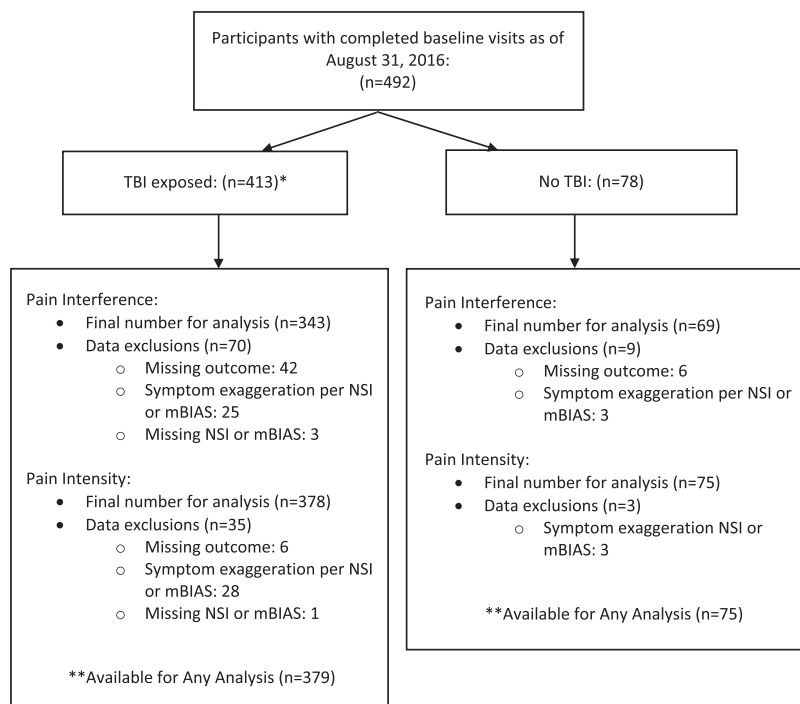 Participants with completed baseline visits as of
August 31, 2016:
(n=492)
TBI exposed: (n=413)*
No TBI: (n=78)
Pain Interference:
• Final number for analysis (n=343)
• Data exclusions (n=70)
○ Missing outcome: 42
○ Symptom exaggeration per NSI
or mBIAS: 25
○ Missing NSI or mBIAS: 3
Pain Intensity:
• Final number for analysis (n=378)
• Data exclusions (n=35)
○ Missing outcome: 6
○ Symptom exaggeration per NSI
or mBIAS: 28
○ Missing NSI or mBIAS: 1
**Available for Any Analysis (n=379)
Pain Interference:
• Final number for analysis (n=69)
• Data exclusions (n=9)
○ Missing outcome: 6
○ Symptom exaggeration per NSI or
mBIAS: 3
Pain Intensity:
• Final number for analysis (n=75)
• Data exclusions (n=3)
○ Symptom exaggeration NSI or
mBIAS: 3
**Available for Any Analysis (n=75)